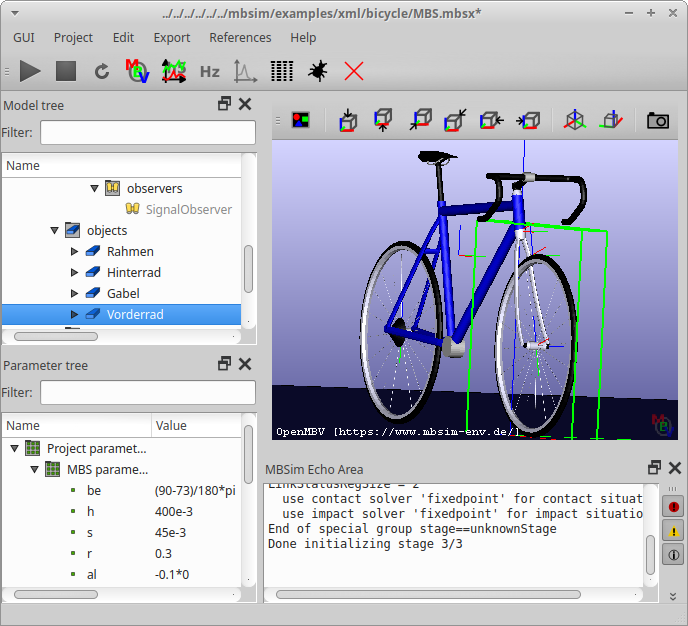 ../../../../../../mbsim/examples/xml/bicycle/MBS.mbsx*
GUI Project Edit Export References Help
Hz
Model tree
Filter:
Name
observers
SignalObserver
objects
Rahmen
Hinterrad
Gabel
Vorderrad
Parameter tree
Filter:
Name Value
Project paramet...
MBS parame...
be (90-73)/180*pi
h 400e-3
s 45e-3
r 0.3
al -0.1*0
OpenMBV [https://www.mbsim-env.de/]
MBSim Echo Area
LinkStatusRegSize = 2
use contact solver 'fixedpoint' for contact situat
use impact solver 'fixedpoint' for impact situatio
End of special group stage==unknownStage
Done initializing stage 3/3